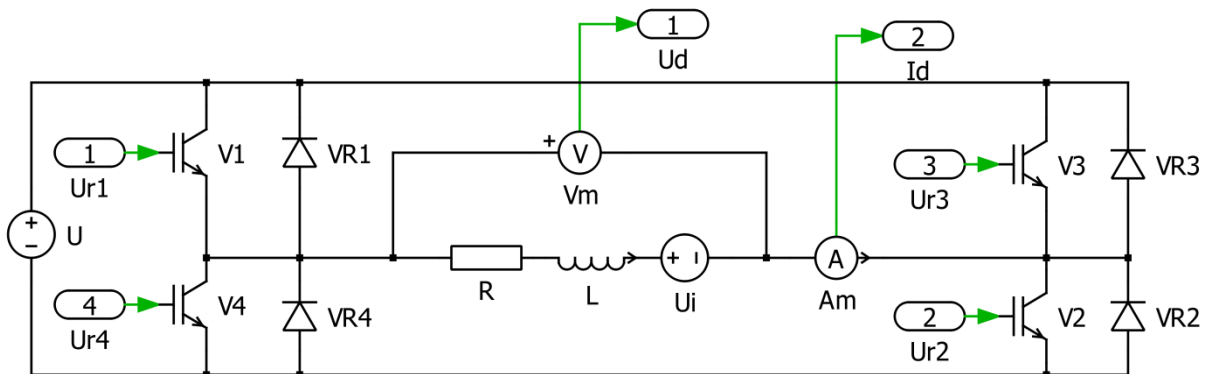 1
Ud
2
Id
1
Ur1
V1
VR1
+
V
Vm
3
Ur3
V3
VR3
+
−
U
R
L
+
−
Ui
A
Am
4
Ur4
V4
VR4
2
Ur2
V2
VR2